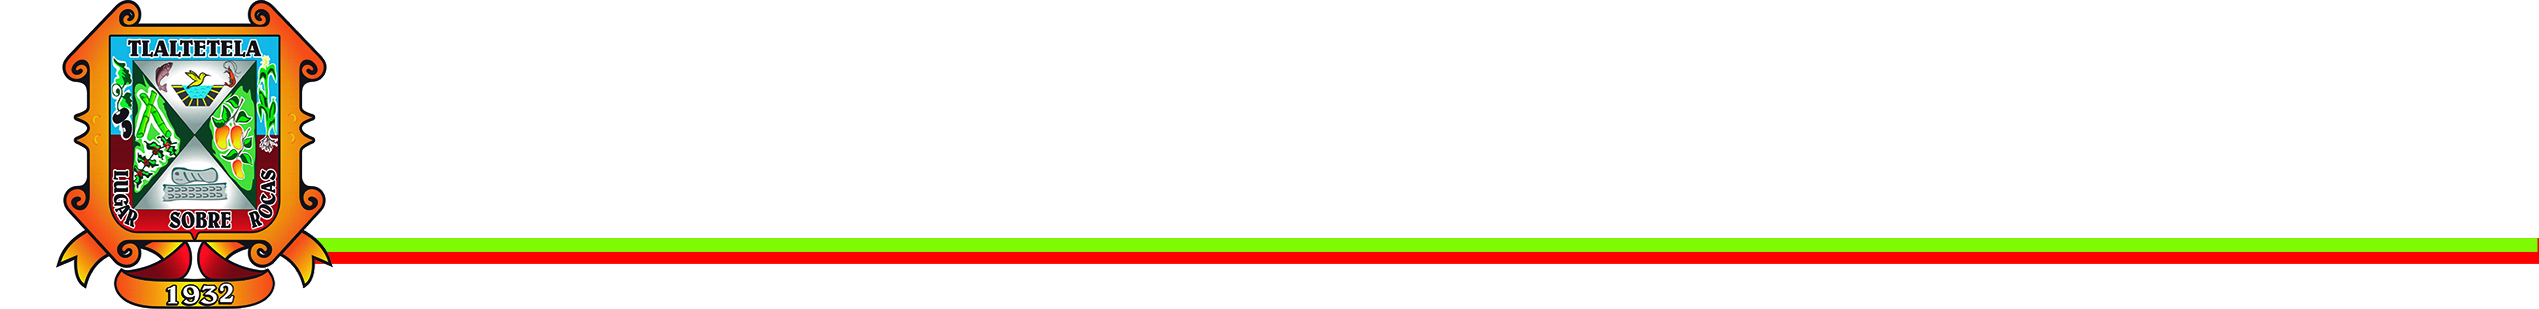 TLALTETELA
LUGAR SOBRE ROCAS
1932